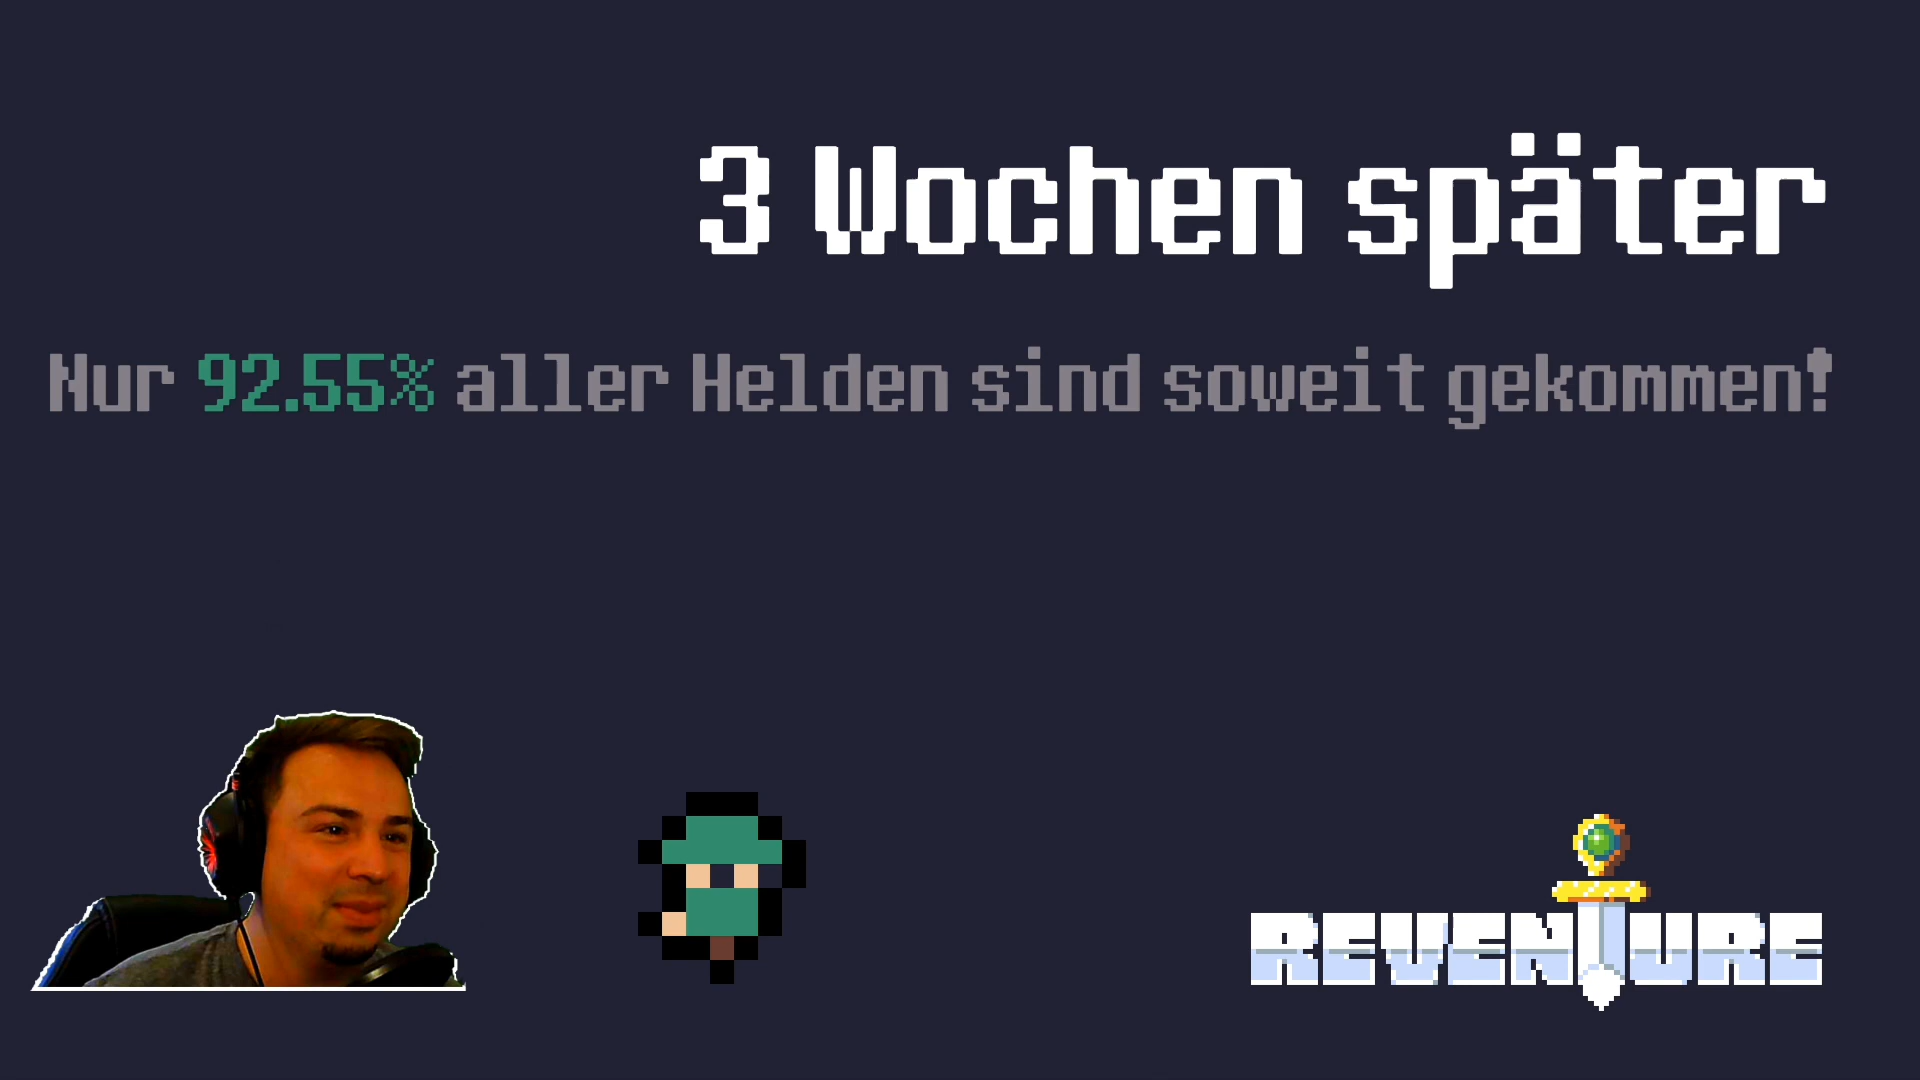 3 Wochen später
Nur 92.55% aller Helden sind soweit gekommen!
REVENTURE